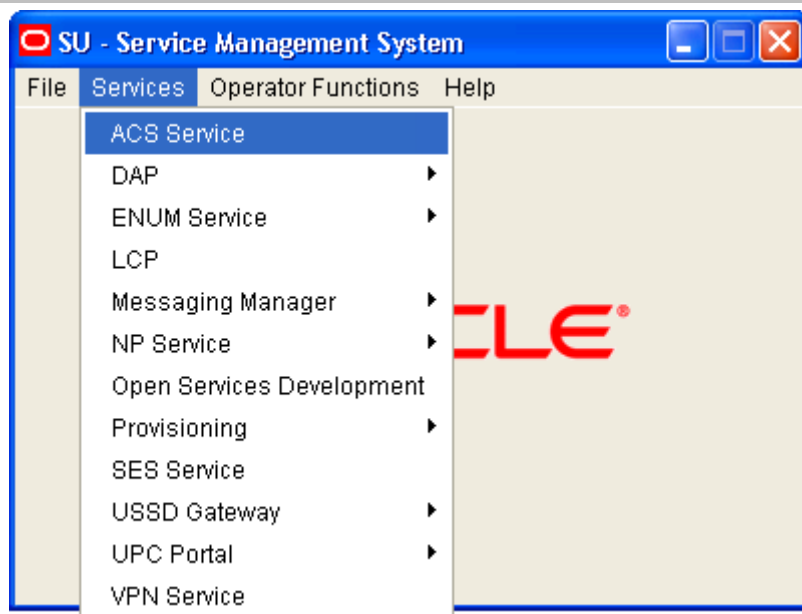 SU - Service Management System
File Services Operator Functions Help
ACS Service
DAP
ENUM Service
LCP
Messaging Manager
NP Service
CLE®
Open Services Development
Provisioning
SES Service
USSD Gateway
UPC Portal
VPN Service